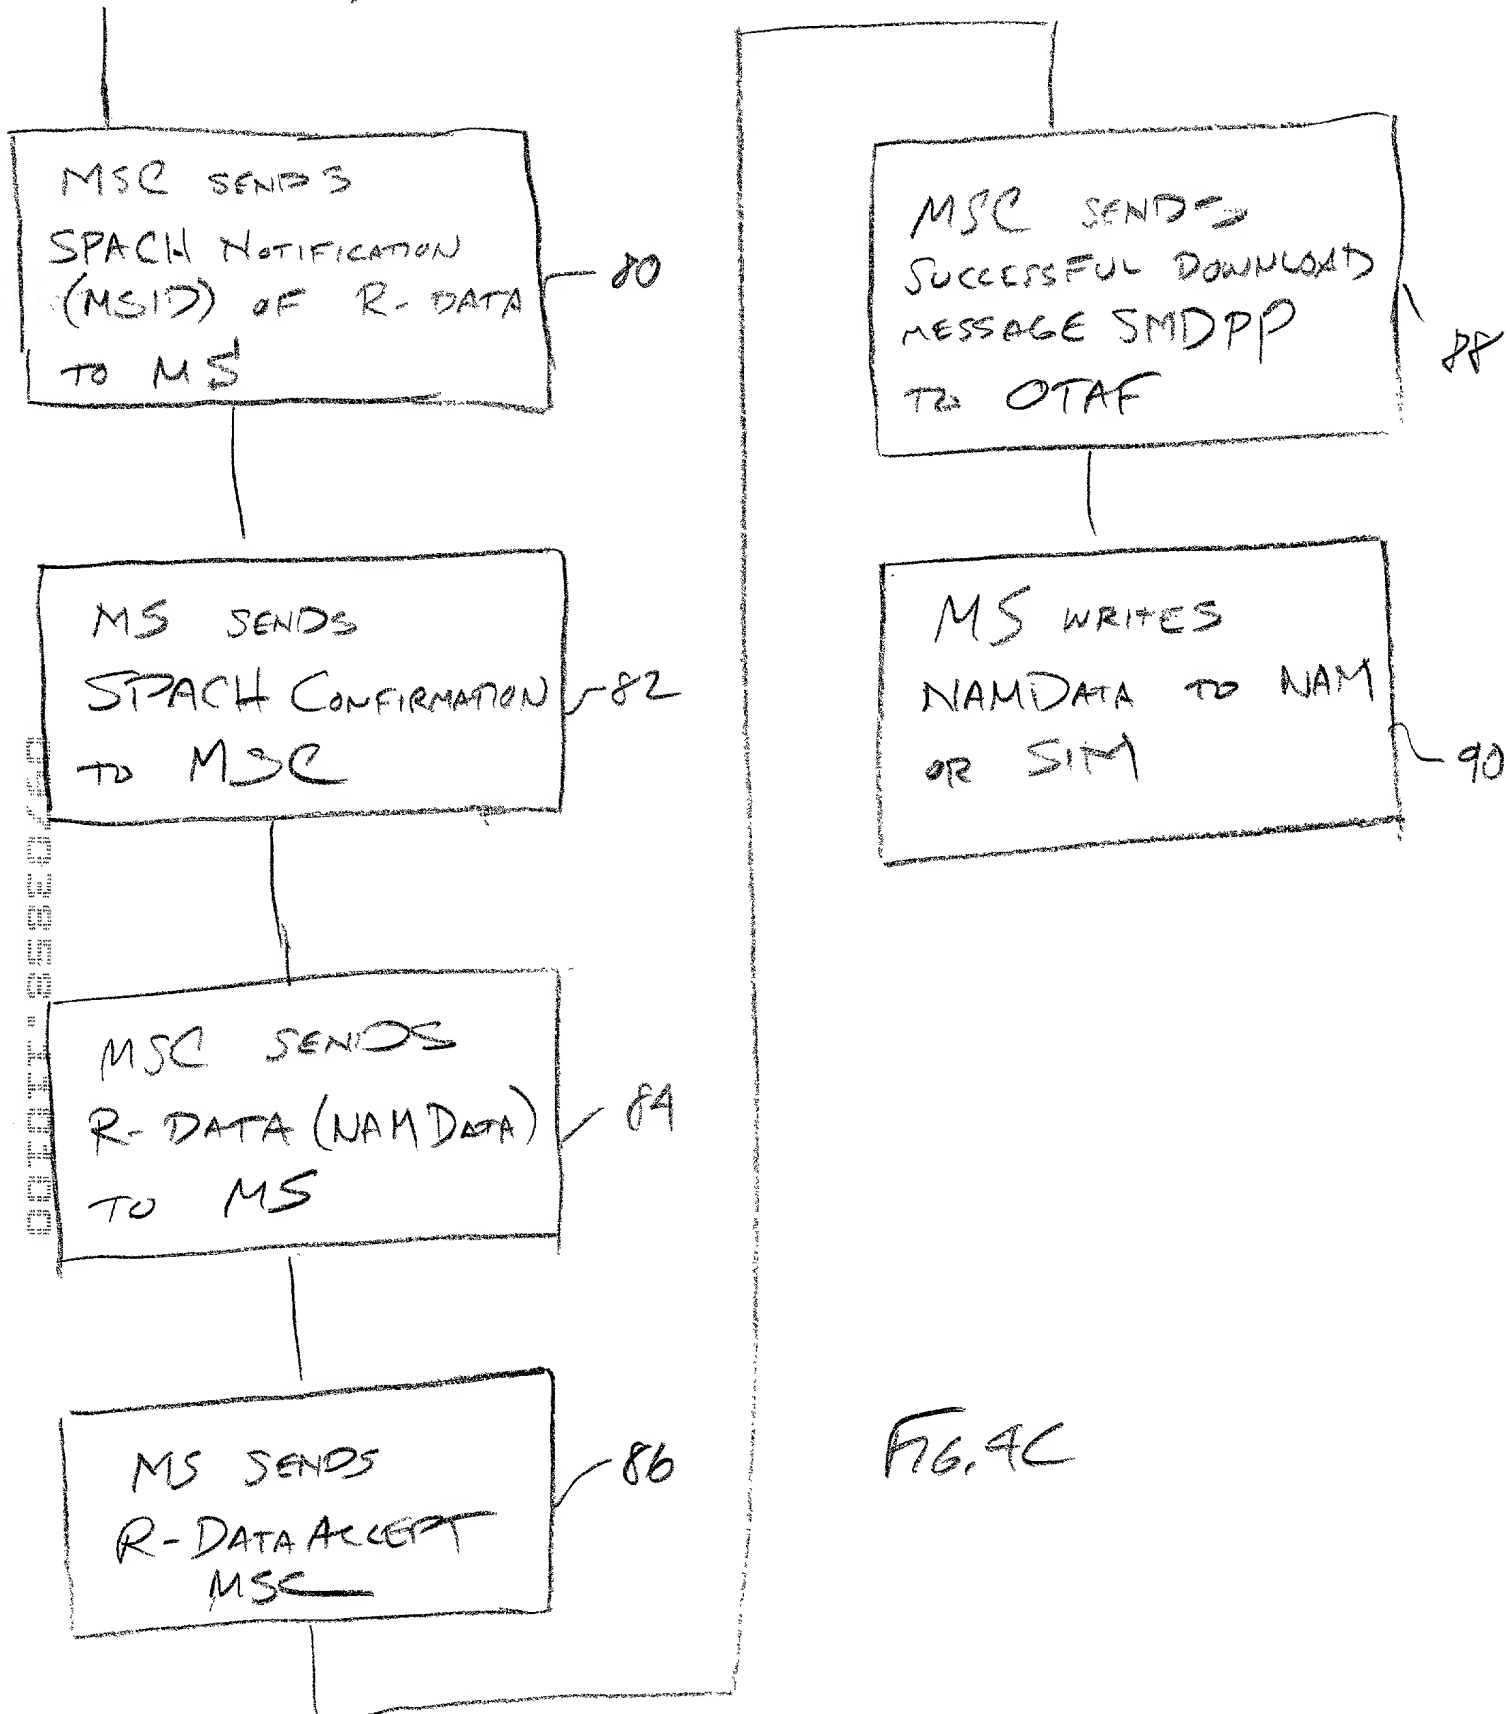 MSC SENDS
SPACH NOTIFICATION
(MSID) OF R-DATA
TO MS
80
MS SENDS
SPACH CONFIRMATION
TO MSC
82
MSC SENDS
R-DATA (NAMDATA)
TO MS
84
MS SENDS
R-DATA ACCEPT
MSC
86
MSC SENDS
SUCCESSFUL DOWNLOAD
MESSAGE SMDPP
TO OTAF
88
MS WRITES
NAMDATA TO NAM
OR SIM
90
FIG. 4C